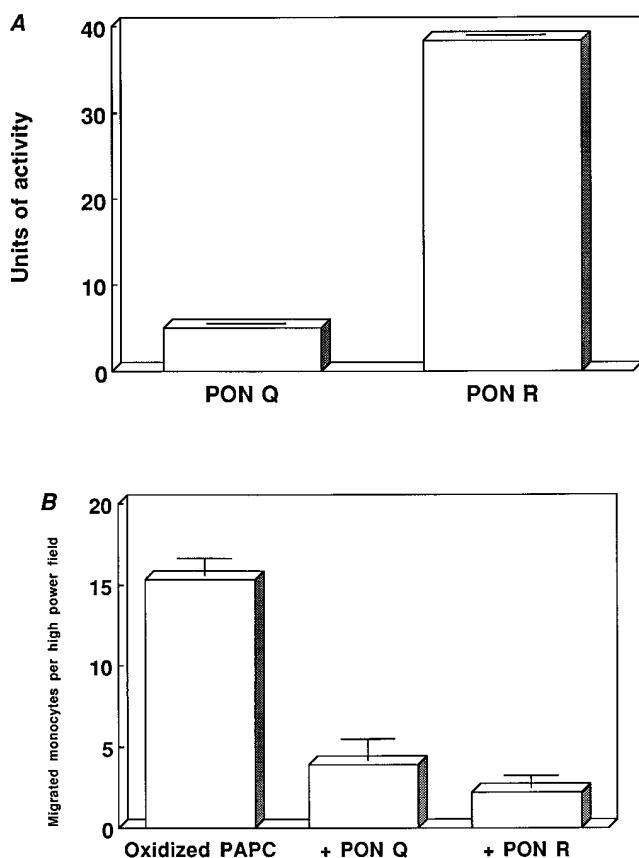 A
Units of activity
40
30
20
10
0
PON Q PON R
B
Migrated monocytes per high power field
20
15
10
5
0
Oxidized PAPC + PON Q + PON R